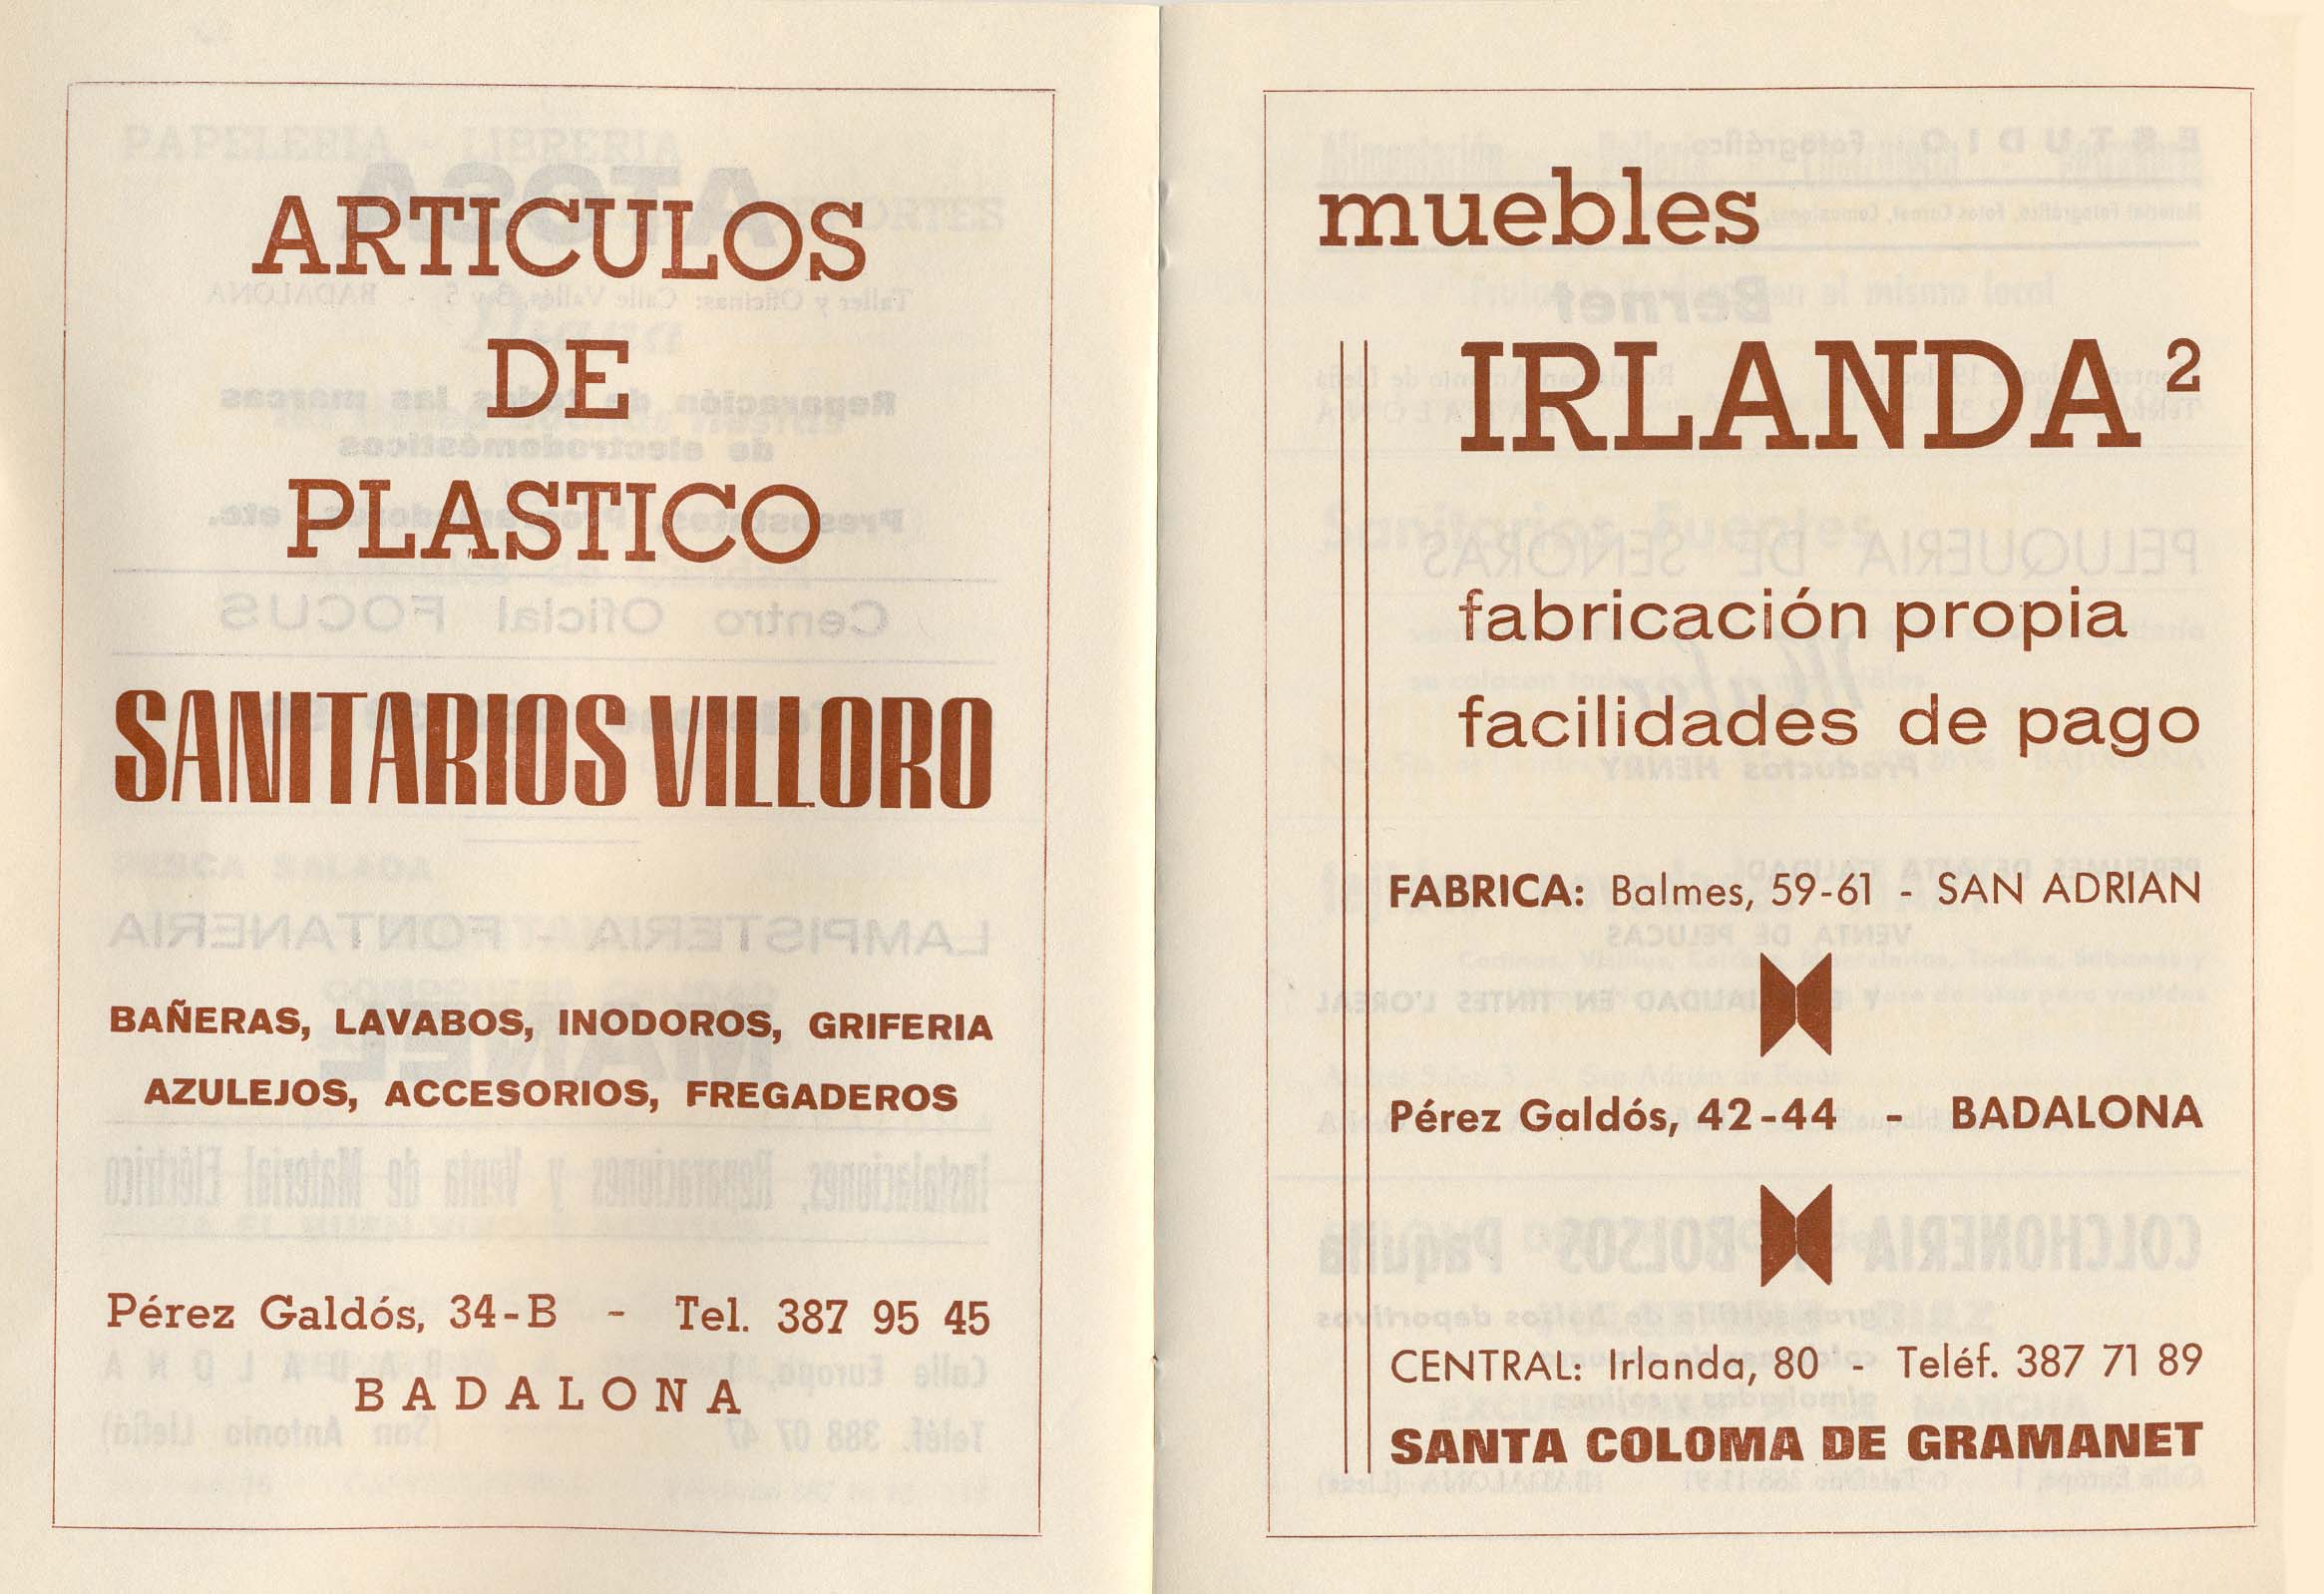 ARTICULOS
DE
PLASTICO
SANITARIOS VILLORO
BAÑERAS, LAVABOS, INODOROS, GRIFERIA
AZULEJOS, ACCESORIOS, FREGADEROS
Pérez Galdós, 34-B - Tel. 387 95 45
BADALONA
muebles
IRLANDA 2
fabricación propia
facilidades de pago
FABRICA: Balmes, 59-61 - SAN ADRIAN
Pérez Galdós, 42-44 - BADALONA
CENTRAL: Irlanda, 80 - Teléf. 387 71 89
SANTA COLOMA DE GRAMANET